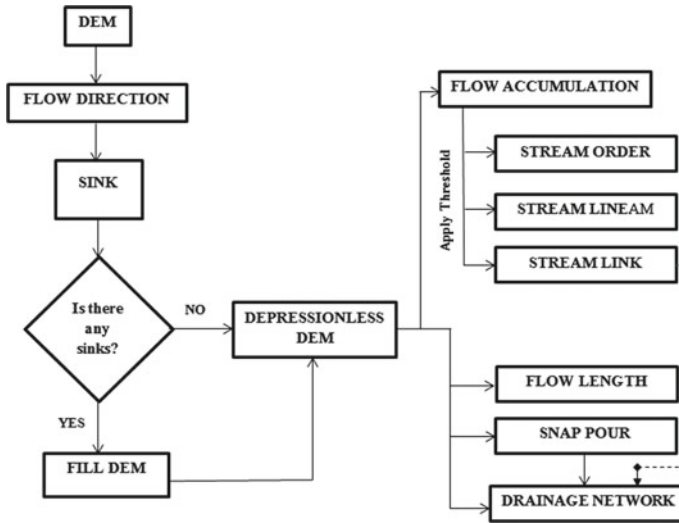 DEM
FLOW DIRECTION
SINK
Is there
any
sinks?
NO
YES
FILL DEM
DEPRESSIONLESS
DEM
FLOW ACCUMULATION
Apply Threshold
STREAM ORDER
STREAM LINEAM
STREAM LINK
FLOW LENGTH
SNAP POUR
DRAINAGE NETWORK